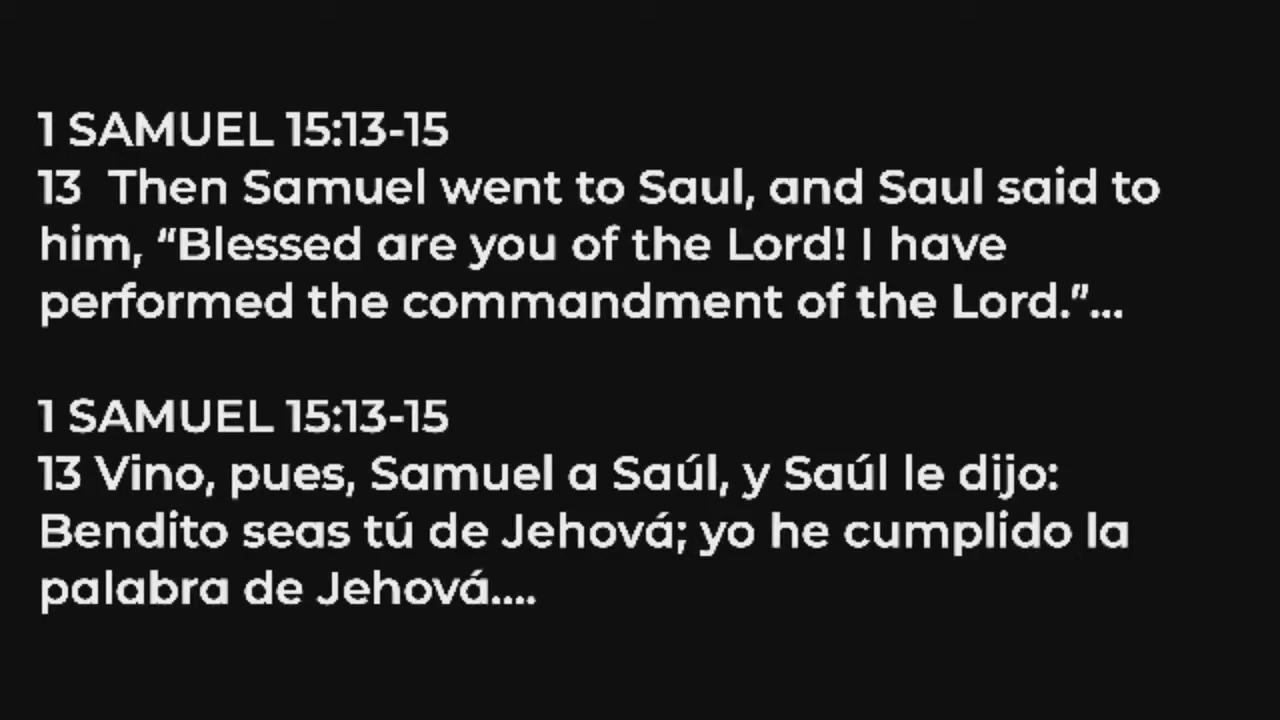 1 SAMUEL 15:13-15
13  Then Samuel went to Saul, and Saul said to
him, “Blessed are you of the Lord! I have
performed the commandment of the Lord.”...
1 SAMUEL 15:13-15
13 Vino, pues, Samuel a Saúl, y Saúl le dijo:
Bendito seas tú de Jehová; yo he cumplido la
palabra de Jehová....